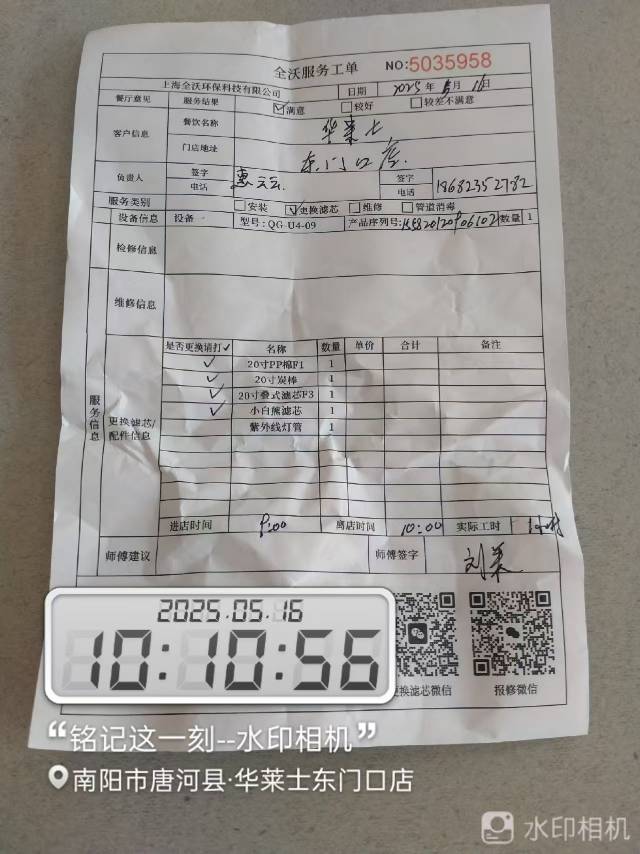 全沃服务工单 NO:5035958
上海全沃环保科技有限公司 日期 2025年5月16日
餐厅意见 服务结果 ☑满意 □较好 □较差不满意
客户信息 餐饮名称 华莱士
门店地址 东门口店
负责人 签字 惠云云 签字
电话 电话 18682352782
服务类别 □安装 ☑更换滤芯 □维修 □管道消毒
设备信息 设备一 型号:QG-U4-09 产品序列号: 数量 1
检修信息
维修信息
服务信息
更换滤芯/配件信息
是否更换请打✓ 名称 数量 单价 合计 备注
✓ 20寸PP棉F1 1
✓ 20寸炭棒 1
✓ 20寸叠式滤芯F3 1
✓ 小白熊滤芯 1
紫外线灯管 1
进店时间 9:00 离店时间 10:00 实际工时 1小时
师傅建议 师傅签字 刘
更换滤芯微信 报修微信
2025.05.16
10:10:56
“铭记这一刻--水印相机”
南阳市唐河县·华莱士东门口店
水印相机